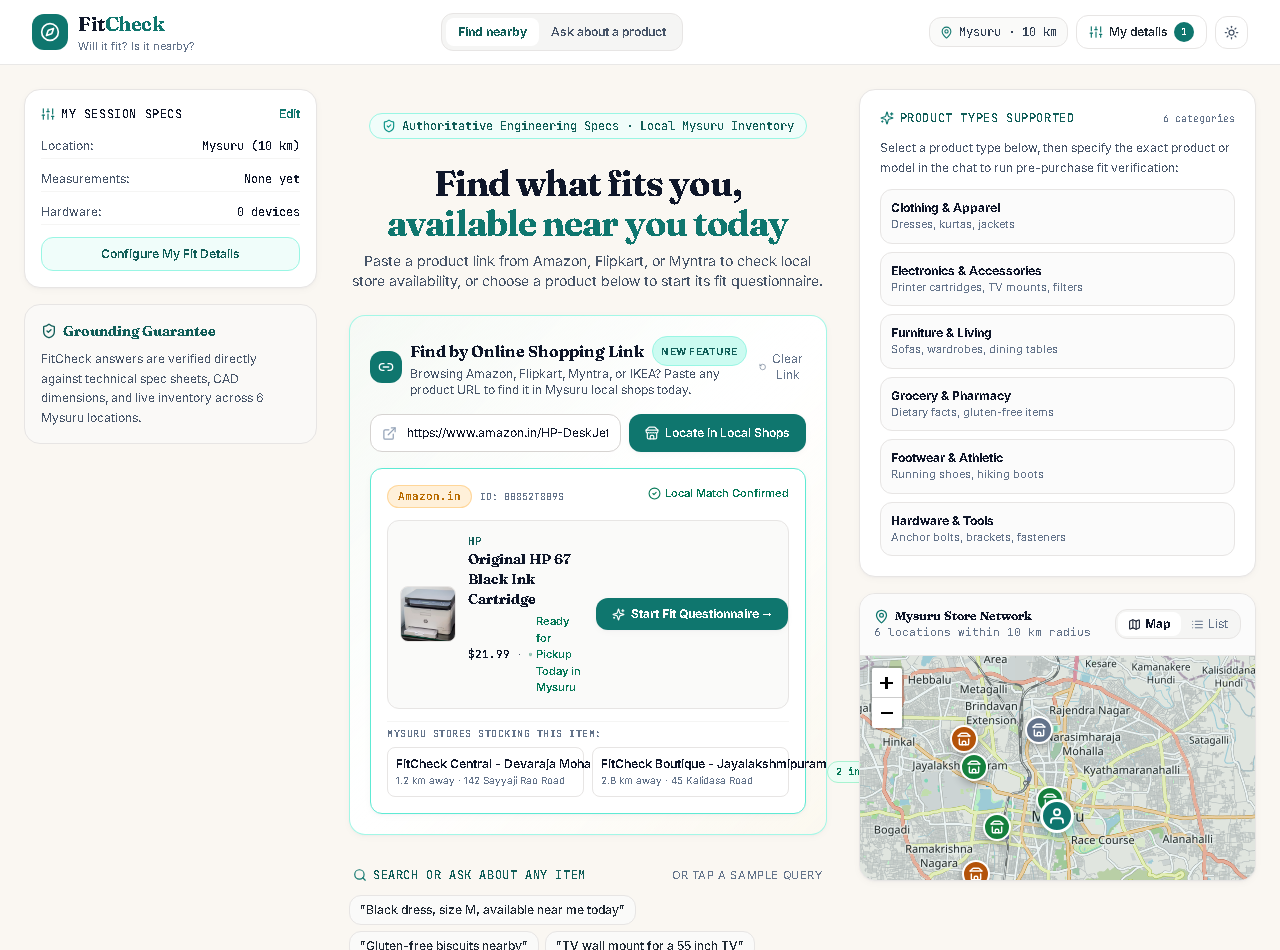 FitCheck
Will it fit? Is it nearby?
Find nearby
Ask about a product
Mysuru · 10 km
My details 1
MY SESSION SPECS
Edit
Location:
Mysuru (10 km)
Measurements:
None yet
Hardware:
0 devices
Configure My Fit Details
Grounding Guarantee
FitCheck answers are verified directly
against technical spec sheets, CAD
dimensions, and live inventory across 6
Mysuru locations.
Authoritative Engineering Specs · Local Mysuru Inventory
Find what fits you,
available near you today
Paste a product link from Amazon, Flipkart, or Myntra to check local
store availability, or choose a product below to start its fit questionnaire.
Find by Online Shopping Link
NEW FEATURE
Browsing Amazon, Flipkart, Myntra, or IKEA? Paste any
product URL to find it in Mysuru local shops today.
Clear
Link
https://www.amazon.in/HP-DeskJet
Locate in Local Shops
Amazon.in
ID:
Local Match Confirmed
HP
Original HP 67
Black Ink
Cartridge
$21.99 ·
Ready
for
Pickup
Today in
Mysuru
Start Fit Questionnaire →
MYSURU STORES STOCKING THIS ITEM:
FitCheck Central - Devaraja Moha
1.2 km away · 142 Sayyaji Rao Road
FitCheck Boutique - Jayalakshmipuram
2.8 km away · 45 Kalidasa Road
2 in
SEARCH OR ASK ABOUT ANY ITEM
OR TAP A SAMPLE QUERY
"Black dress, size M, available near me today"
"Gluten-free biscuits nearby"
"TV wall mount for a 55 inch TV"
PRODUCT TYPES SUPPORTED
6 categories
Select a product type below, then specify the exact product or
model in the chat to run pre-purchase fit verification:
Clothing & Apparel
Dresses, kurtas, jackets
Electronics & Accessories
Printer cartridges, TV mounts, filters
Furniture & Living
Sofas, wardrobes, dining tables
Grocery & Pharmacy
Dietary facts, gluten-free items
Footwear & Athletic
Running shoes, hiking boots
Hardware & Tools
Anchor bolts, brackets, fasteners
Mysuru Store Network
6 locations within 10 km radius
Map
List
+
−
Area
Kesare
Kamanakere
Hundi
Kalisiddana
Hundi
Hebbalu
Metagalli
Brindavan
Extension
Rajendra Nagar
Hinkal
Narasimharaja
Mohalla
Satagalli
Jayalaksh ram
Kyathamaranahalli
M u
Bogadi
Race Course
Alanahalli
Ramakrishna
Nagara